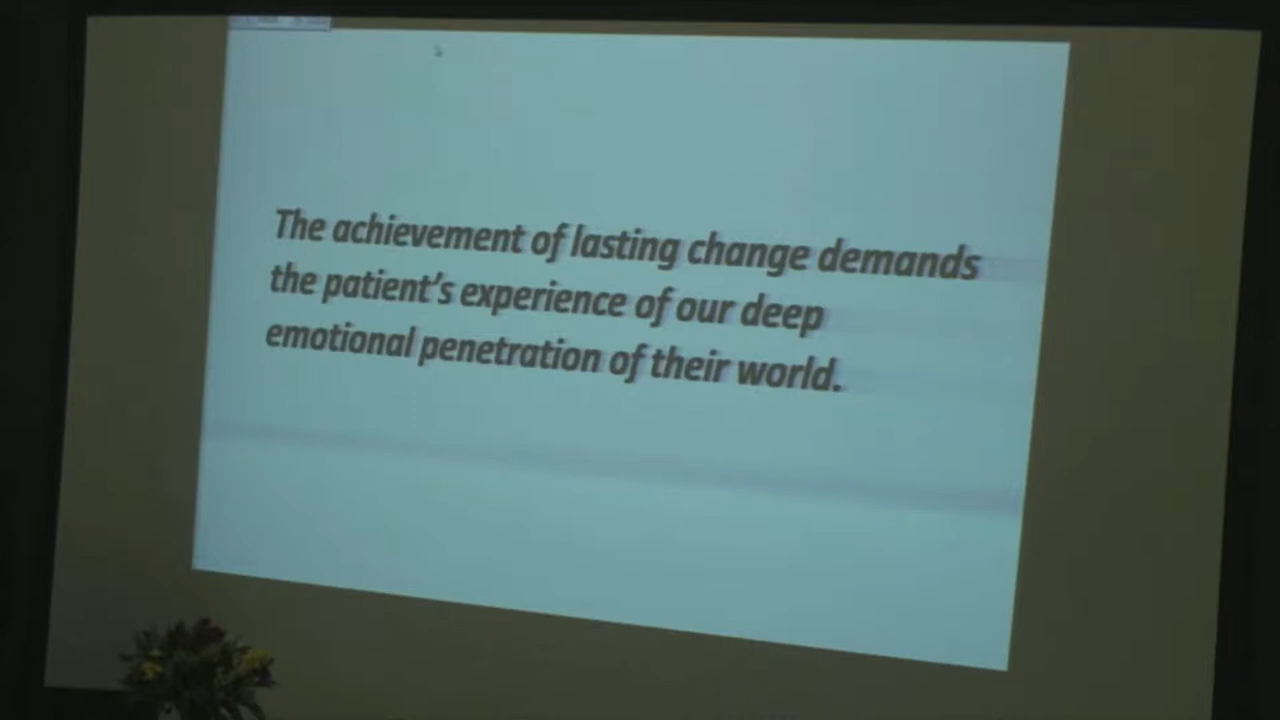 The achievement of lasting change demands
the patient's experience of our deep
emotional penetration of their world.